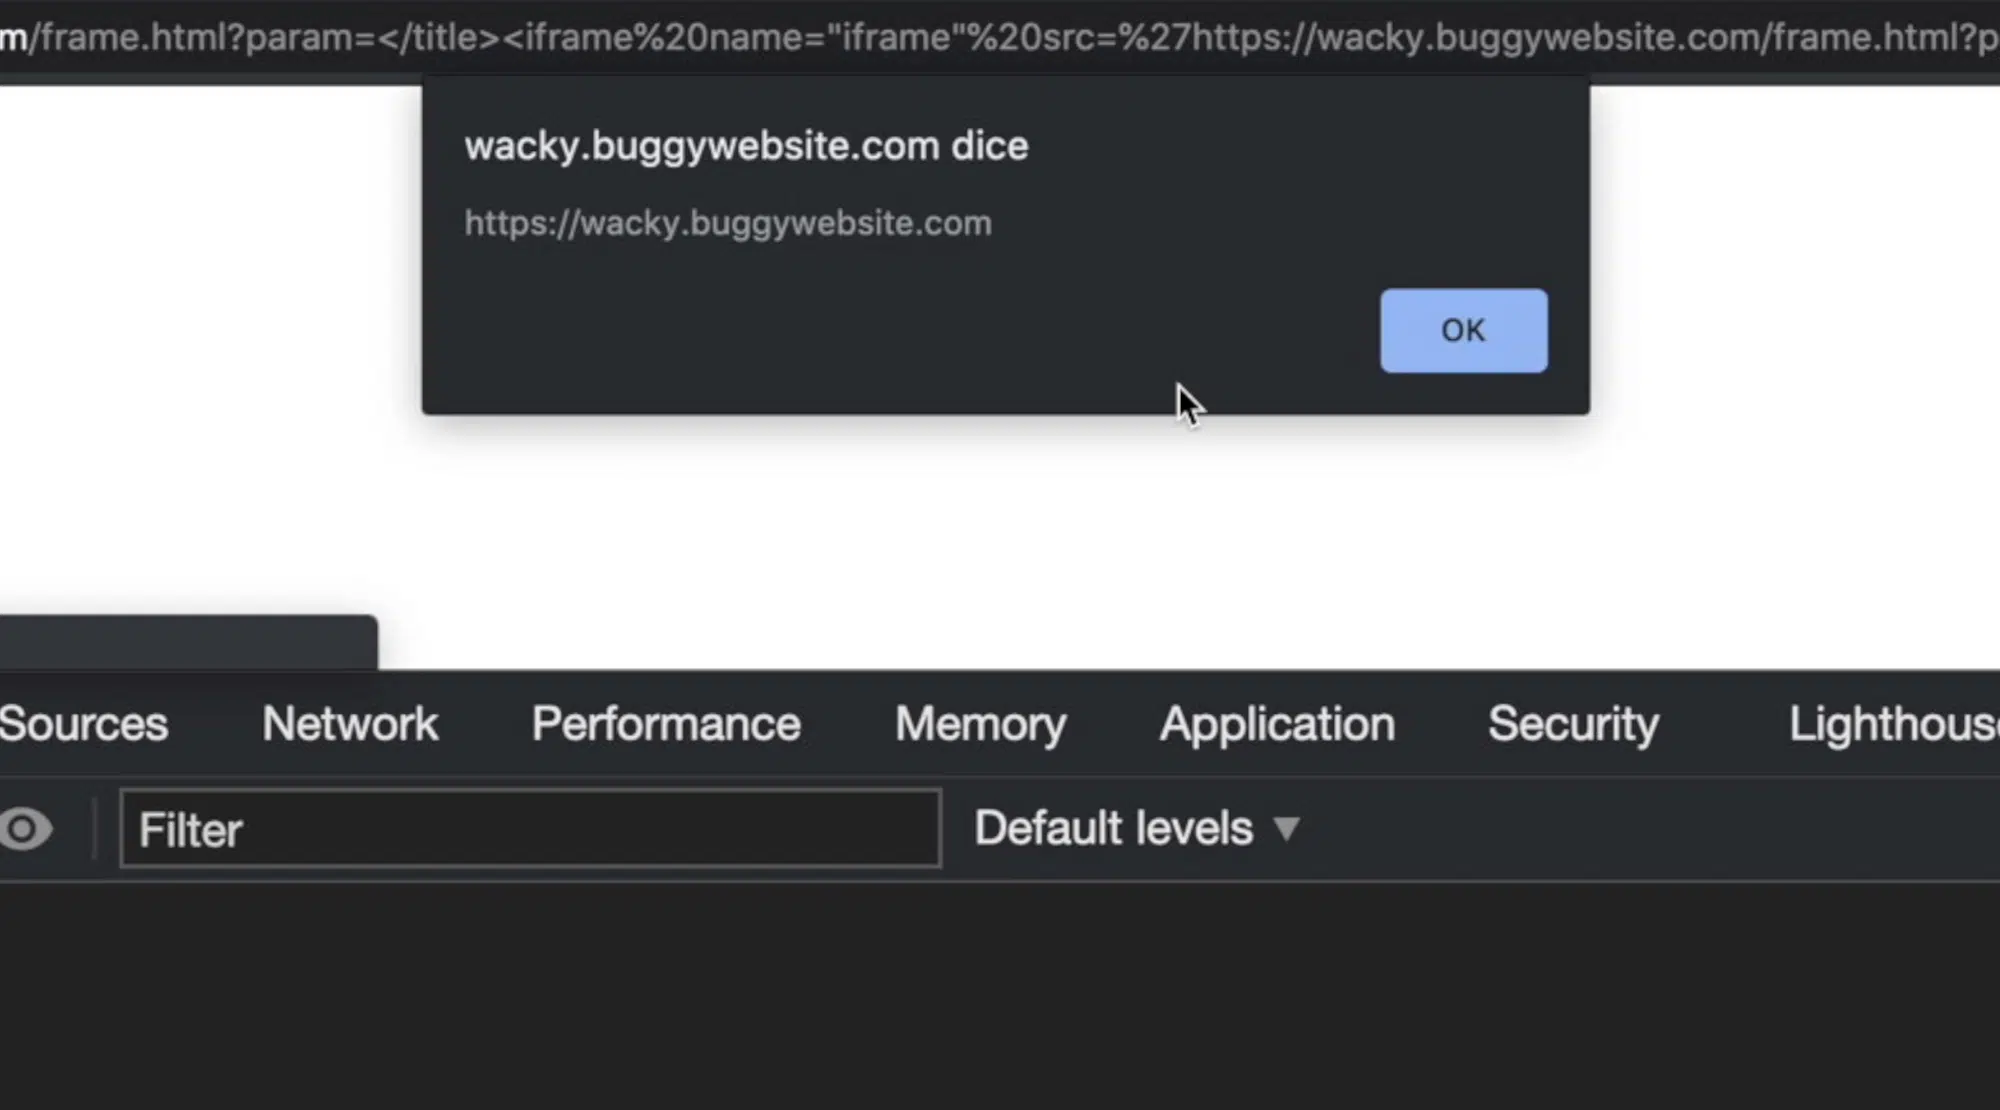 m/frame.html?param=</title><iframe%20name="iframe"%20src=%27https://wacky.buggywebsite.com/frame.html?p
wacky.buggywebsite.com dice
https://wacky.buggywebsite.com
OK
Sources Network Performance Memory Application Security Lighthouse
Filter Default levels ▼